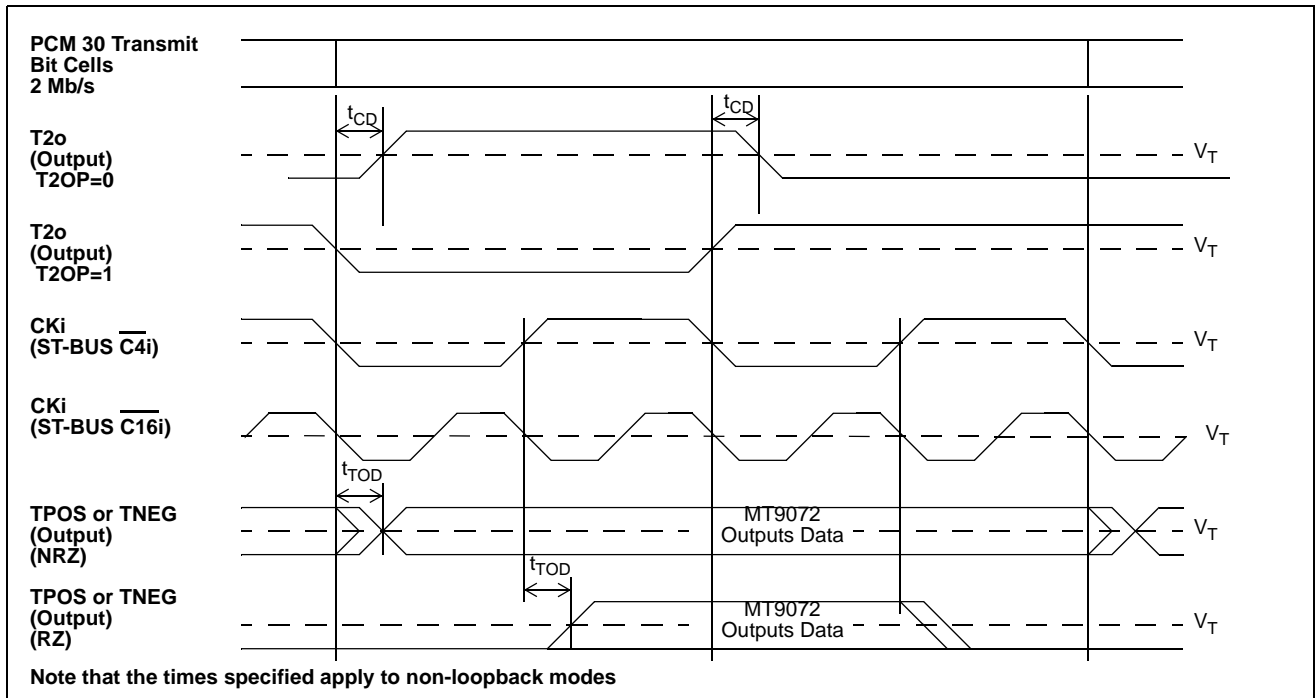 PCM 30 Transmit
Bit Cells
2 Mb/s
tCD
tCD
T2o
(Output)
T2OP=0
VT
T2o
(Output)
T2OP=1
VT
CKi
(ST-BUS C4i)
VT
CKi
(ST-BUS C16i)
VT
tTOD
TPOS or TNEG
(Output)
(NRZ)
MT9072
Outputs Data
VT
tTOD
TPOS or TNEG
(Output)
(RZ)
MT9072
Outputs Data
VT
Note that the times specified apply to non-loopback modes